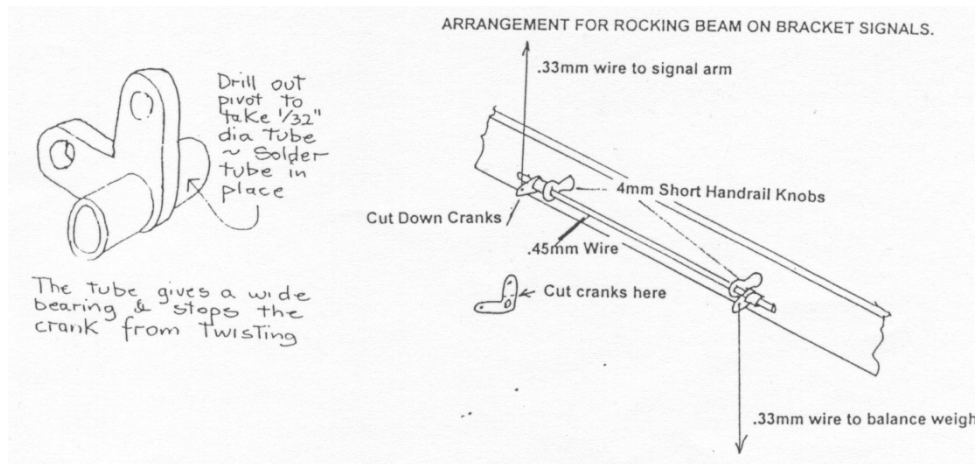 ARRANGEMENT FOR ROCKING BEAM ON BRACKET SIGNALS.
Drill out
pivot to
take 1/32"
dia tube
~ Solder
tube in
place
The tube gives a wide
bearing & stops the
crank from Twisting
.33mm wire to signal arm
4mm Short Handrail Knobs
Cut Down Cranks
.45mm Wire
Cut cranks here
.33mm wire to balance weigh